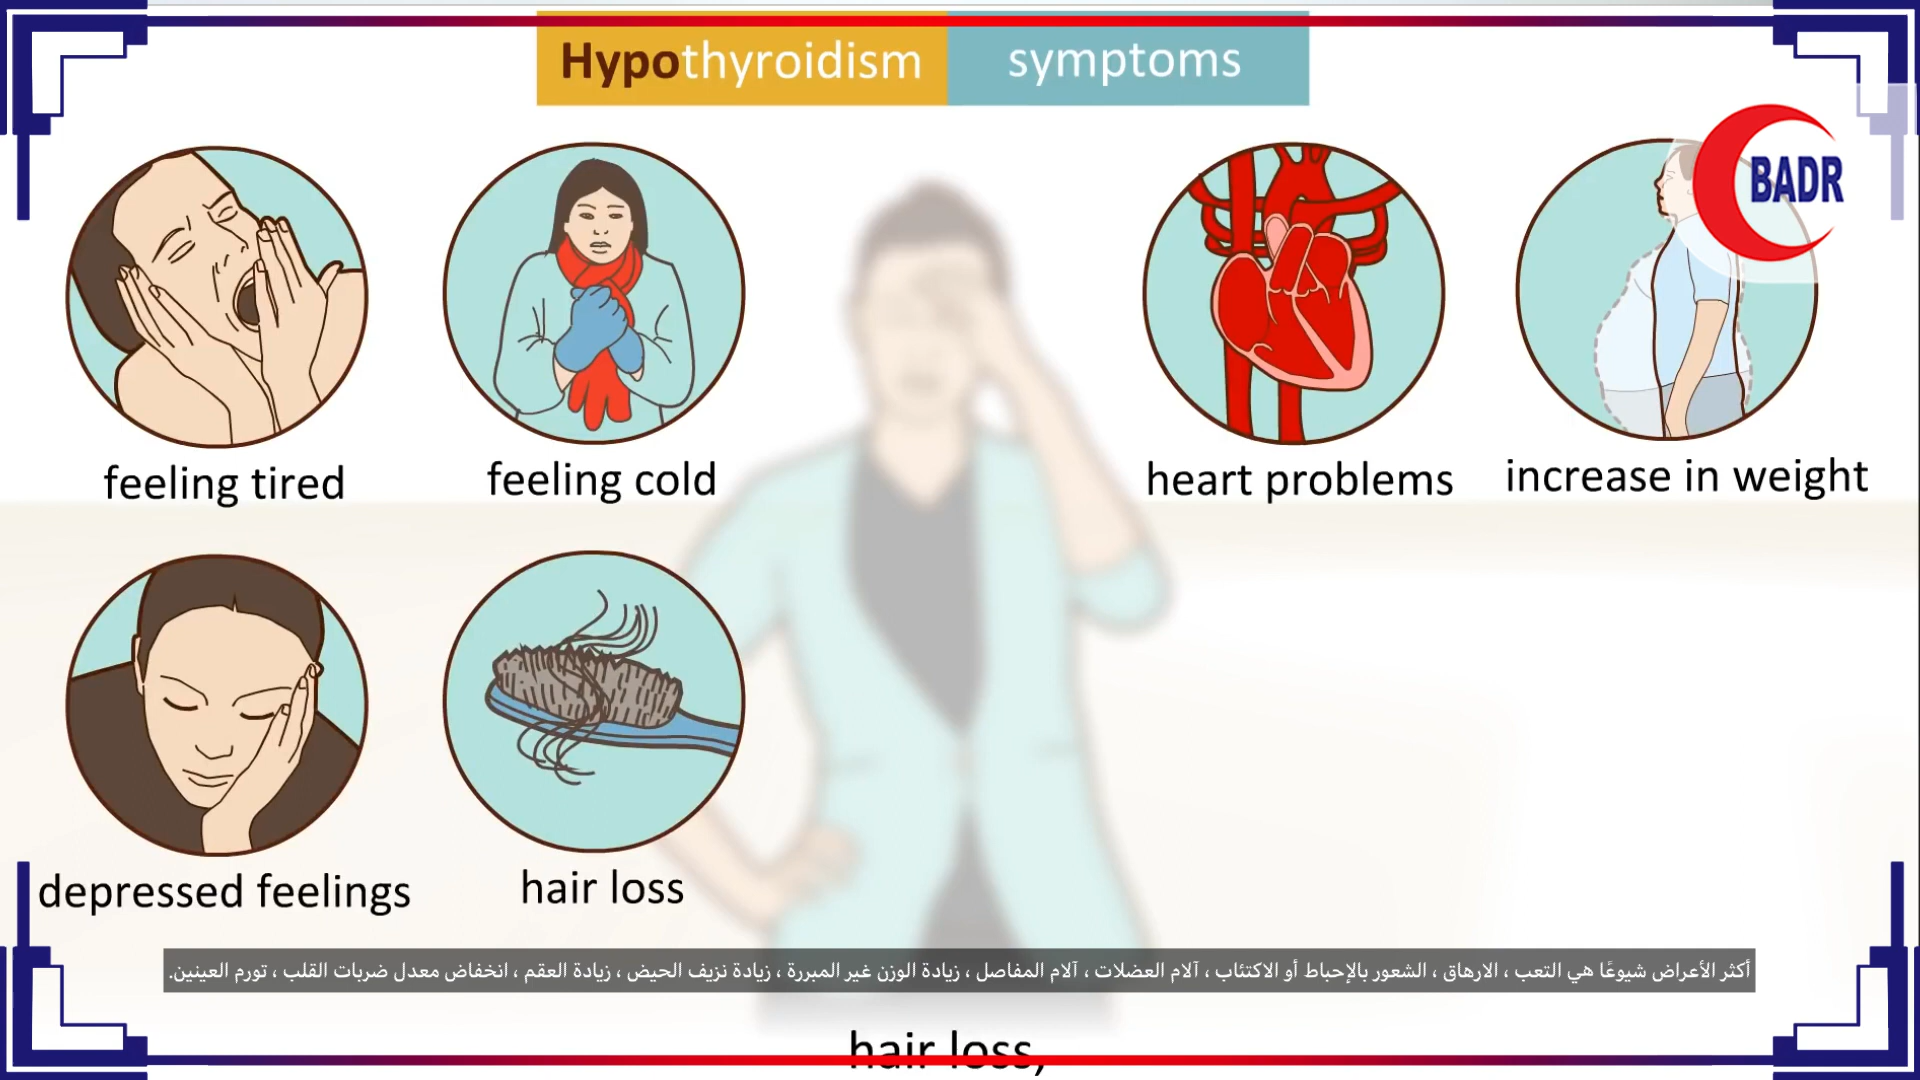 Hypothyroidism symptoms
BADR
feeling tired
feeling cold
heart problems
increase in weight
depressed feelings
hair loss
أكثر الأعراض شيوعًا هي التعب ، الارهاق ، الشعور بالإحباط أو الاكتئاب ، آلام العضلات ، آلام المفاصل ، زيادة الوزن غير المبررة ، زيادة نزيف الحيض ، زيادة العقم ، انخفاض معدل ضربات القلب ، تورم العينين.
hair loss,